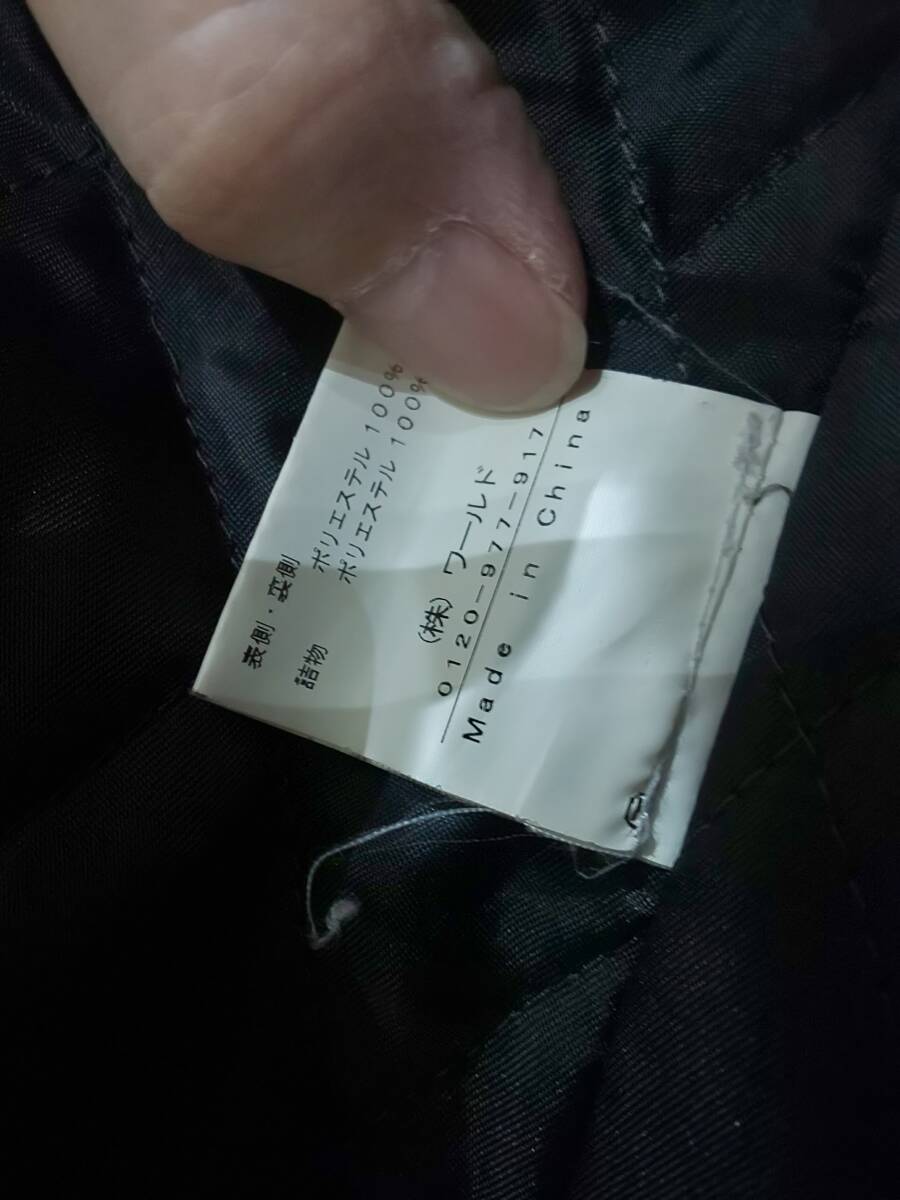 表側・裏側 ポリエステル 100%
詰物 ポリエステル 100%
(株) ワールド
0120-977-917
Made in China